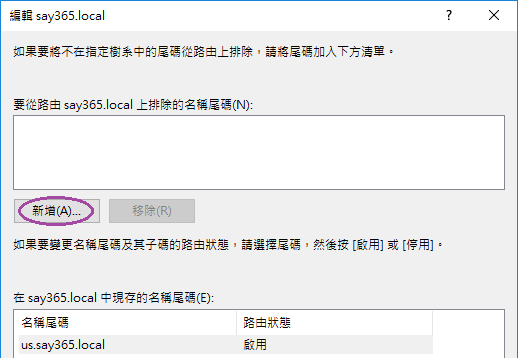 編輯 say365.local
如果要將不在指定樹系中的尾碼從路由上排除，請將尾碼加入下方清單。
要從路由 say365.local 上排除的名稱尾碼(N):
新增(A)... 移除(R)
如果要變更名稱尾碼及其子碼的路由狀態，請選擇尾碼，然後按 [啟用] 或 [停用]。
在 say365.local 中現存的名稱尾碼(E):
名稱尾碼 路由狀態
us.say365.local 啟用